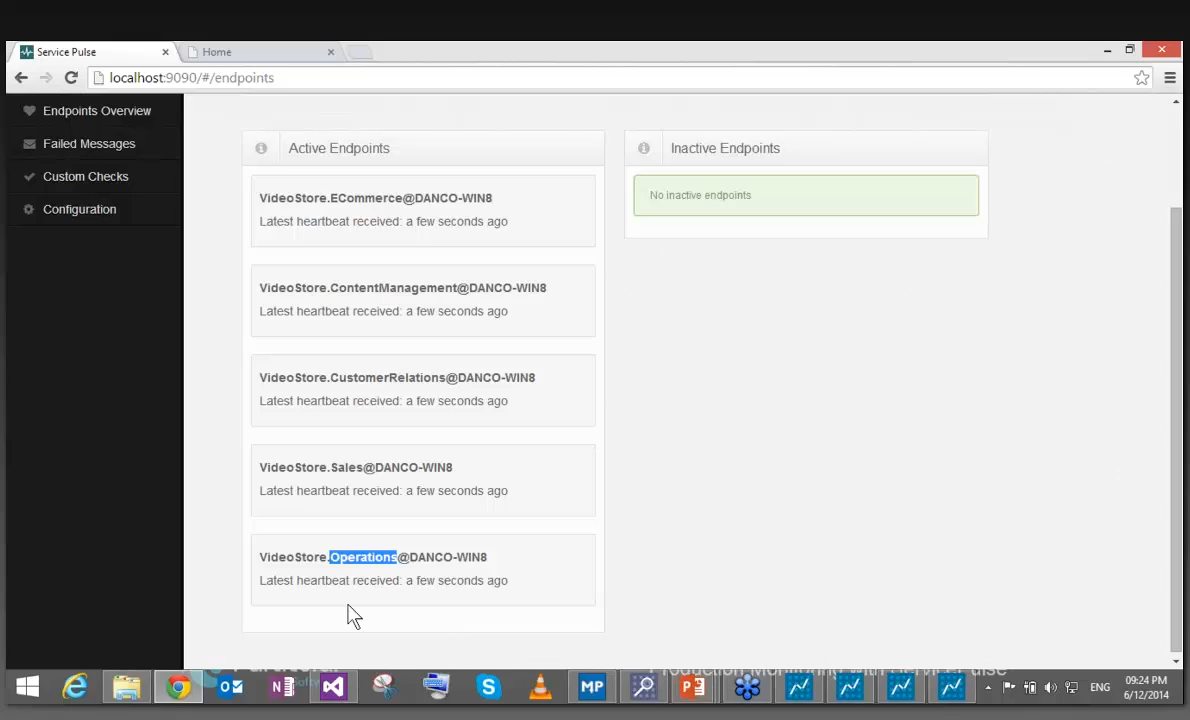 Service Pulse
Home
localhost:9090/#/endpoints
Endpoints Overview
Failed Messages
Custom Checks
Configuration
Active Endpoints
VideoStore.ECommerce@DANCO-WIN8
Latest heartbeat received: a few seconds ago
VideoStore.ContentManagement@DANCO-WIN8
Latest heartbeat received: a few seconds ago
VideoStore.CustomerRelations@DANCO-WIN8
Latest heartbeat received: a few seconds ago
VideoStore.Sales@DANCO-WIN8
Latest heartbeat received: a few seconds ago
VideoStore.Operations@DANCO-WIN8
Latest heartbeat received: a few seconds ago
Inactive Endpoints
No inactive endpoints
Production Monitoring with ServicePulse
MP
ENG
09:24 PM
6/12/2014